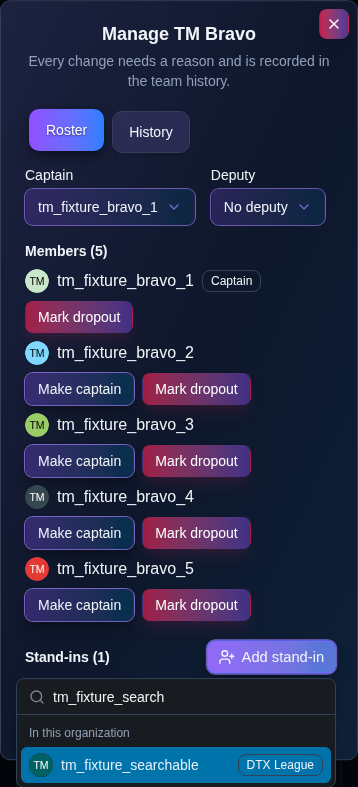 Manage TM Bravo
Every change needs a reason and is recorded in
the team history.
Roster
History
Captain
Deputy
tm_fixture_bravo_1
No deputy
Members (5)
TM tm_fixture_bravo_1 Captain
Mark dropout
TM tm_fixture_bravo_2
Make captain Mark dropout
TM tm_fixture_bravo_3
Make captain Mark dropout
TM tm_fixture_bravo_4
Make captain Mark dropout
TM tm_fixture_bravo_5
Make captain Mark dropout
Stand-ins (1) Add stand-in
tm_fixture_search
In this organization
TM tm_fixture_searchable DTX League